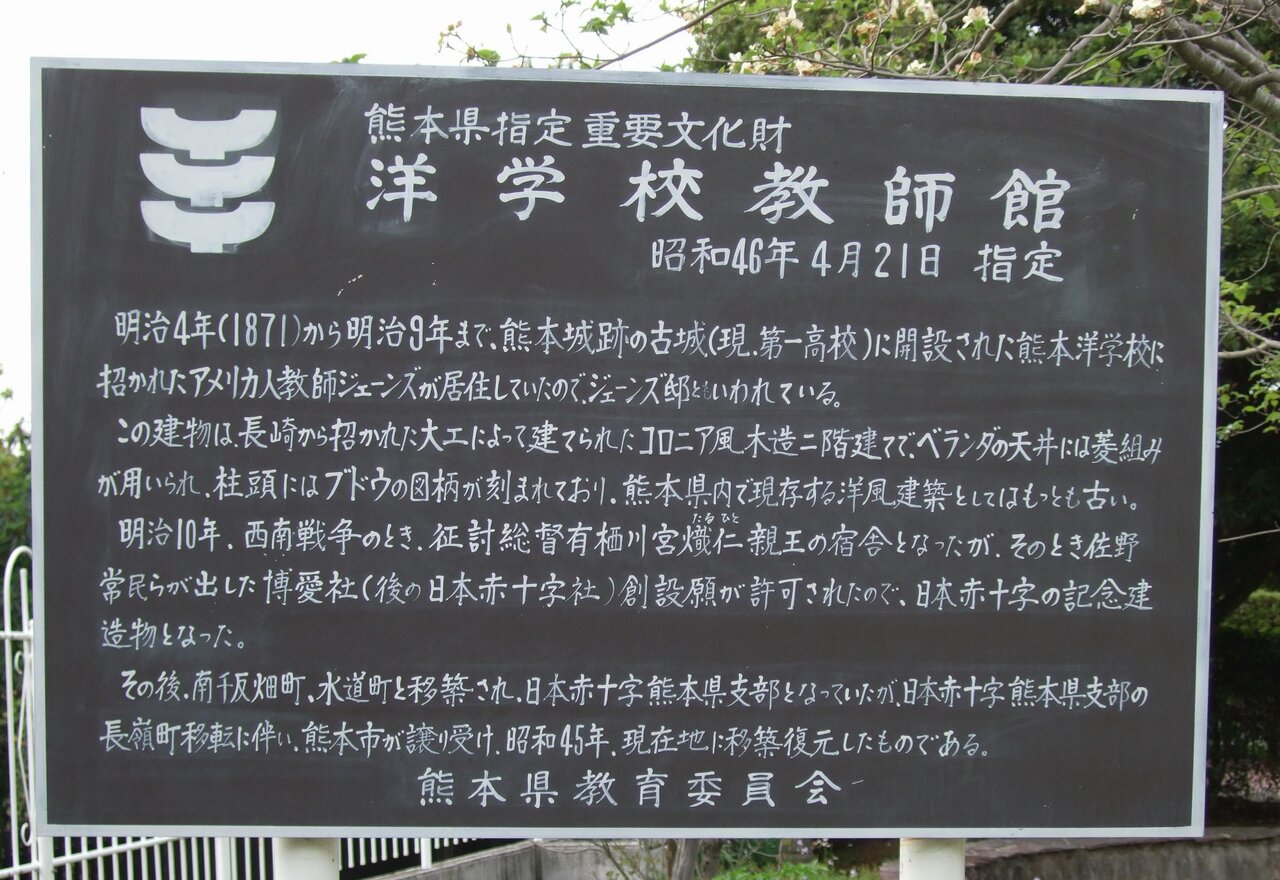 熊本県指定重要文化財
洋学校教師館
昭和46年4月21日 指定
明治4年(1871)から明治9年まで、熊本城跡の古城(現、第一高校)に開設された熊本洋学校に
招かれたアメリカ人教師ジェーンズが居住していたので、ジェーンズ邸ともいわれている。
この建物は、長崎から招かれた大工によって建てられたコロニア風、木造二階建てで、ベランダの天井には菱組み
が用いられ、柱頭にはブドウの図柄が刻まれており、熊本県内で現存する洋風建築としてはもっとも古い。
たるひと
明治10年、西南戦争のとき、征討総督有栖川宮熾仁親王の宿舎となったが、そのとき佐野
常民らが出した博愛社(後の日本赤十字社)創設願が許可されたので、日本赤十字の記念建
造物となった。
その後、南千反畑町、水道町と移築され、日本赤十字熊本県支部となっていたが、日本赤十字熊本県支部の
長嶺町移転に伴い、熊本市が譲り受け、昭和45年、現在地に移築復元したものである。
熊本県教育委員会